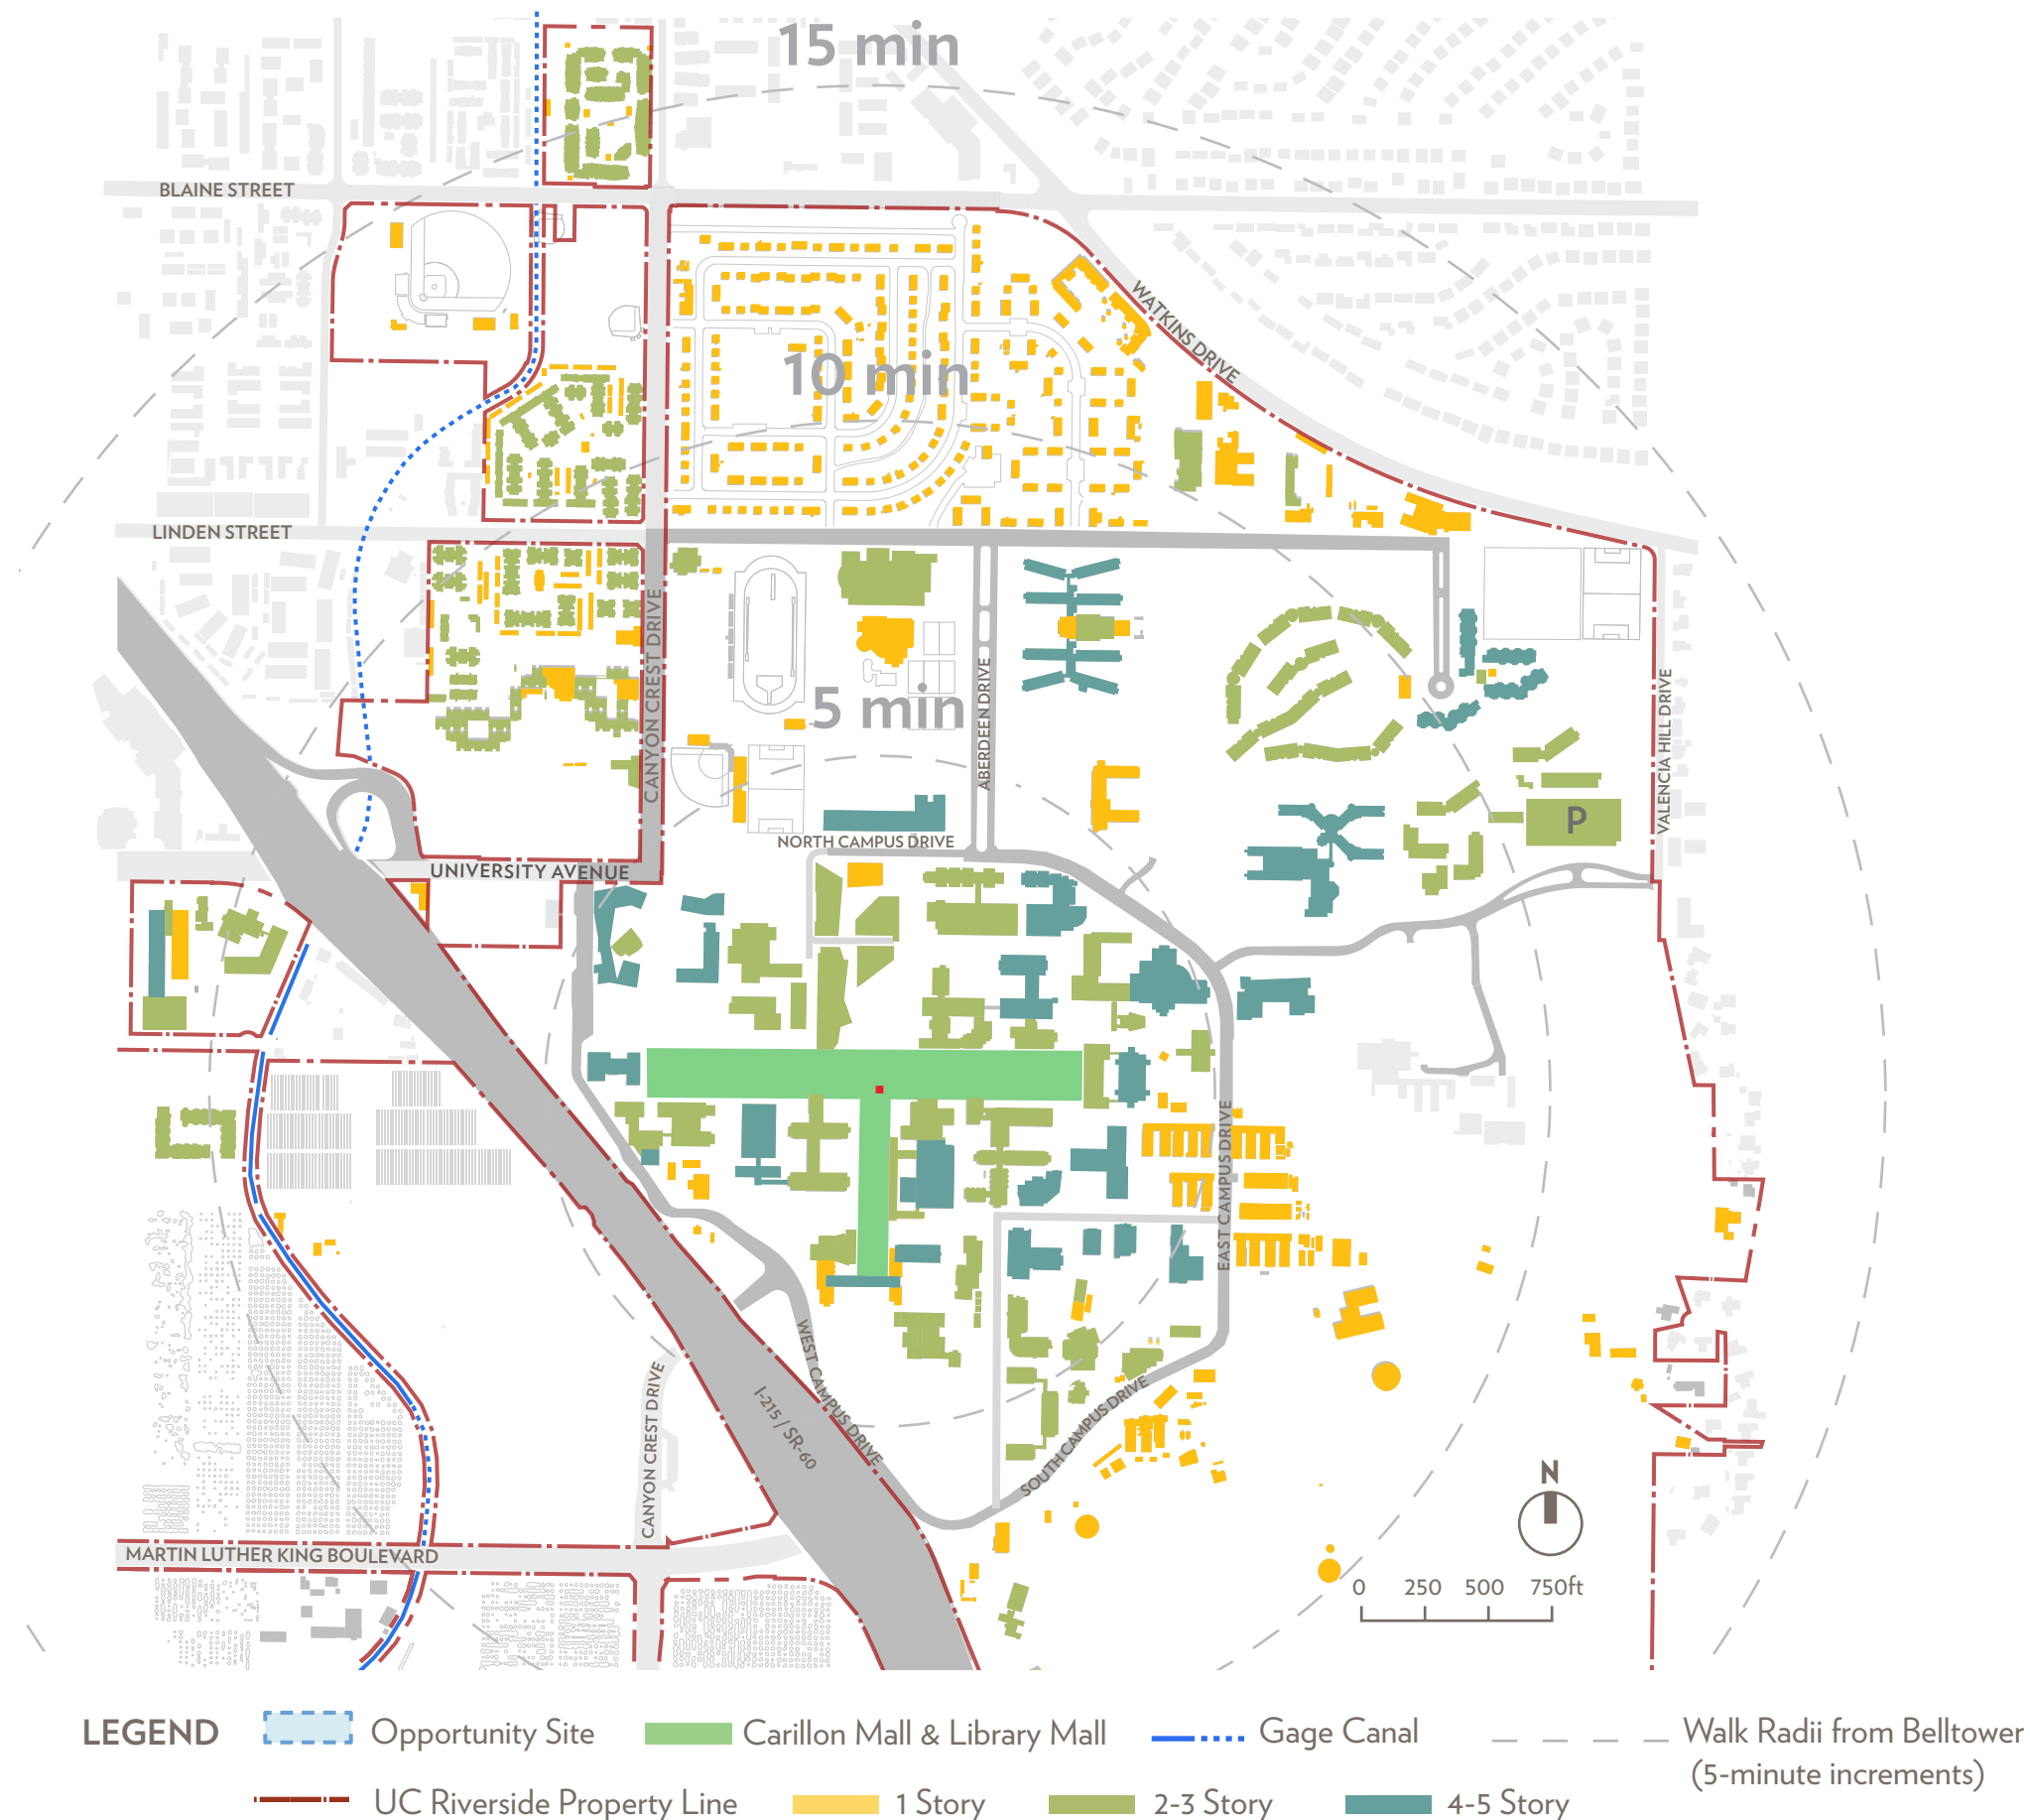 15 min
BLAINE STREET
WATKINS DRIVE
10 min
LINDEN STREET
CANYON CREST DRIVE
5 min
ABERDEEN DRIVE
VALENCIA HILL DRIVE
P
NORTH CAMPUS DRIVE
UNIVERSITY AVENUE
EAST CAMPUS DRIVE
WEST CAMPUS DRIVE
I-215 / SR-60
CANYON CREST DRIVE
SOUTH CAMPUS DRIVE
N
MARTIN LUTHER KING BOULEVARD
0 250 500 750ft
LEGEND
Opportunity Site
Carillon Mall & Library Mall
Gage Canal
Walk Radii from Belltower
(5-minute increments)
UC Riverside Property Line
1 Story
2-3 Story
4-5 Story